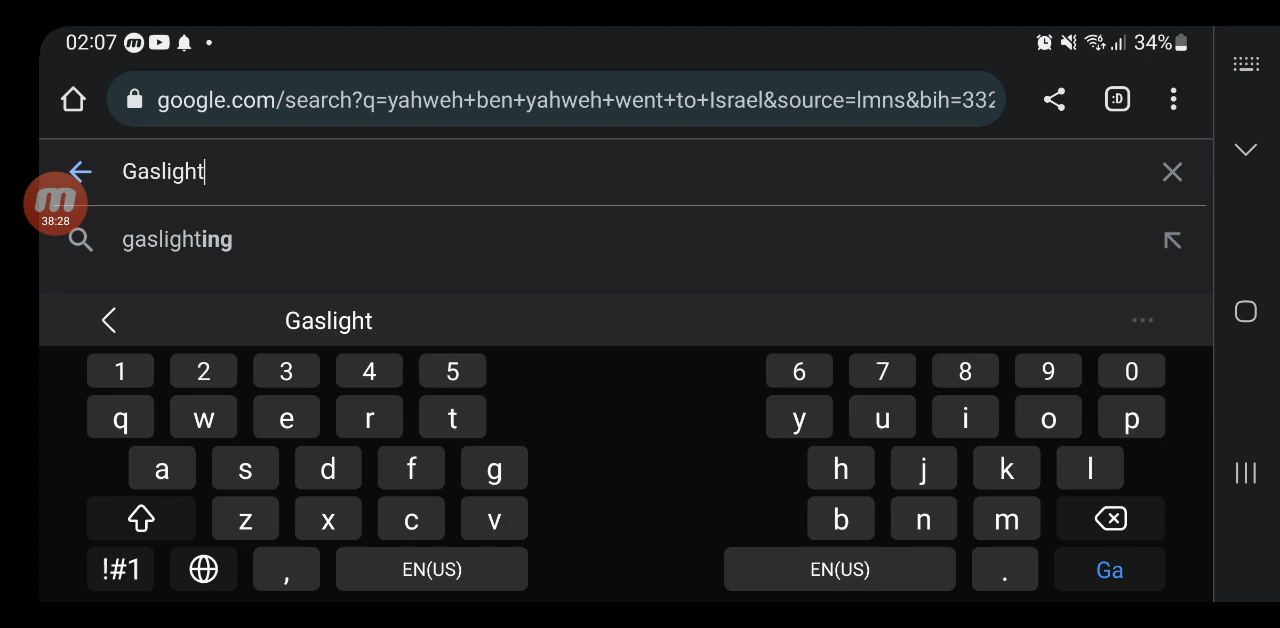 02:07 34%
google.com/search?q=yahweh+ben+yahweh+went+to+Israel&source=lmns&bih=332
:D
Gaslight
38:28
gaslighting
Gaslight
1 2 3 4 5 6 7 8 9 0
q w e r t y u i o p
a s d f g h j k l
z x c v b n m
!#1 , EN(US) EN(US) . Ga